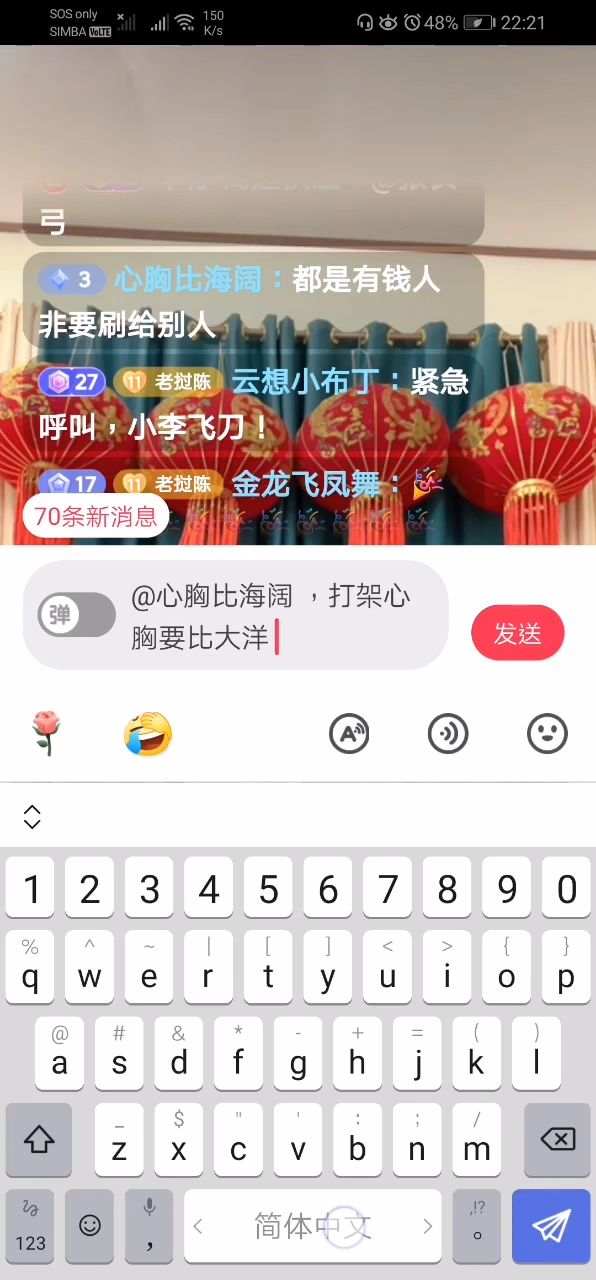 SOS only
SIMBA VoLTE
150
K/s
48%
22:21
弓
3 心胸比海阔：都是有钱人
非要刷给别人
27 11 老挝陈 云想小布丁：紧急
呼叫，小李飞刀！
17 11 老挝陈 金龙飞凤舞：🎉
70条新消息
弹
@心胸比海阔 ，打架心
胸要比大洋
发送
1 2 3 4 5 6 7 8 9 0
% ^ ~ | [ ] < > { }
q w e r t y u i o p
@ # & * - + = ( )
a s d f g h j k l
_ $ " ' : ; /
z x c v b n m
123 ， 简体中文 ,!? 。